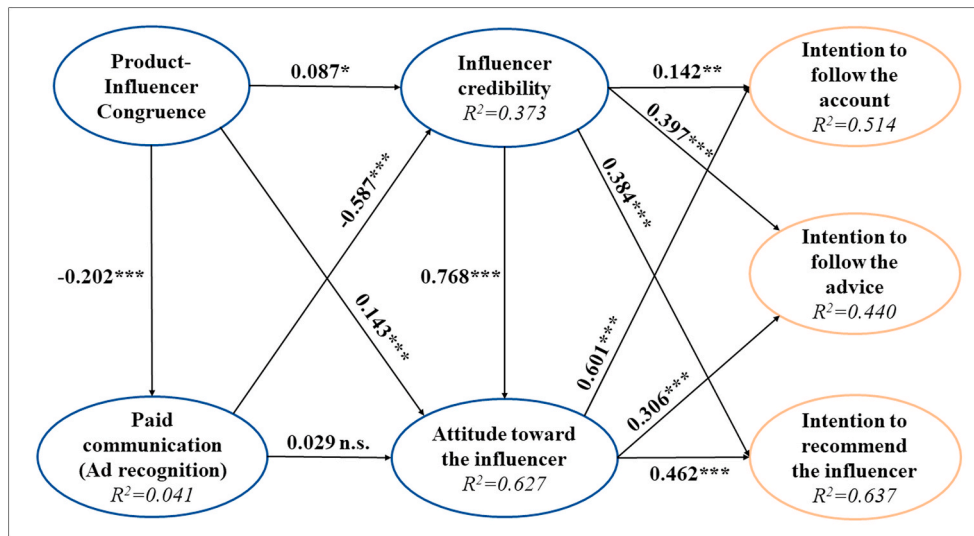 Product-
Influencer
Congruence
0.087*
Influencer
credibility
R²=0.373
0.142**
Intention to
follow the
account
R²=0.514
0.397***
-0.587***
0.384***
-0.202***
0.143***
0.768***
Intention to
follow the
advice
R²=0.440
0.601***
0.306***
Paid
communication
(Ad recognition)
R²=0.041
0.029 n.s.
Attitude toward
the influencer
R²=0.627
0.462***
Intention to
recommend
the influencer
R²=0.637